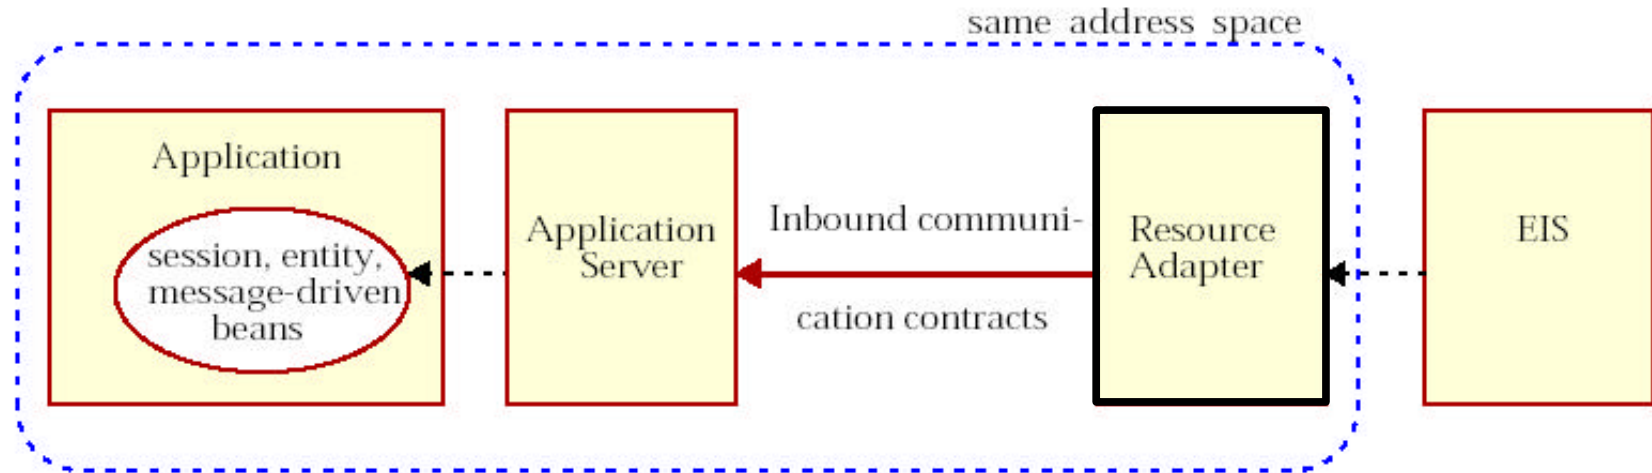 same address space
Application
session, entity,
message-driven
beans
Application
Server
Inbound communi-
cation contracts
Resource
Adapter
EIS